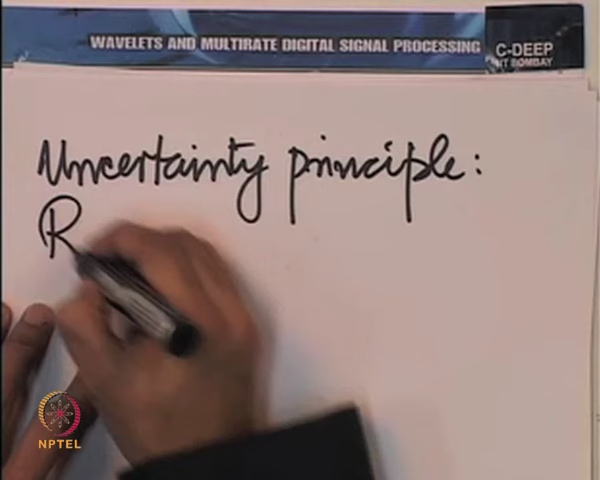 WAVELETS AND MULTIRATE DIGITAL SIGNAL PROCESSING
C-DEEP
IIT BOMBAY
Uncertainty principle:
R
NPTEL